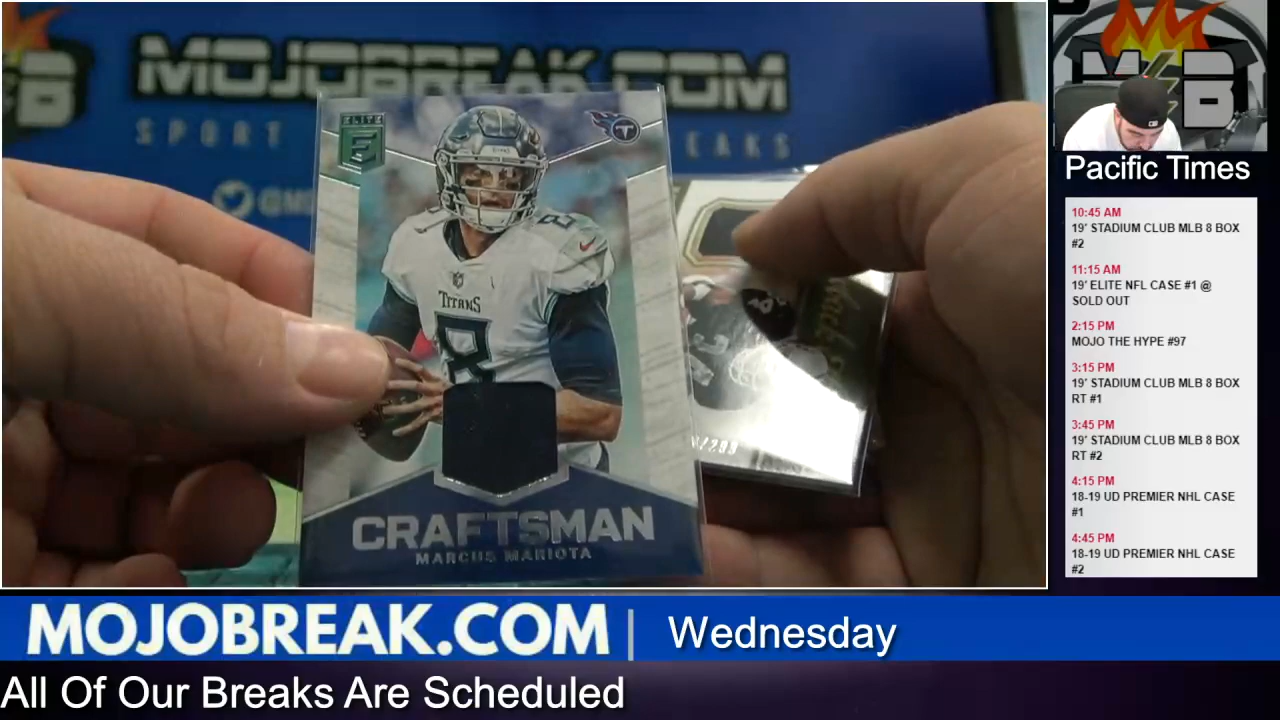 MOJOBREAK.COM
SPORT
EAKS
@M
ELITE
E
T
8
NFL
TITANS
8
CRAFTSMAN
MARCUS MARIOTA
/299
B
MB
Pacific Times
10:45 AM
19' STADIUM CLUB MLB 8 BOX
#2
11:15 AM
19' ELITE NFL CASE #1 @
SOLD OUT
2:15 PM
MOJO THE HYPE #97
3:15 PM
19' STADIUM CLUB MLB 8 BOX
RT #1
3:45 PM
19' STADIUM CLUB MLB 8 BOX
RT #2
4:15 PM
18-19 UD PREMIER NHL CASE
#1
4:45 PM
18-19 UD PREMIER NHL CASE
#2
MOJOBREAK.COM | Wednesday
All Of Our Breaks Are Scheduled